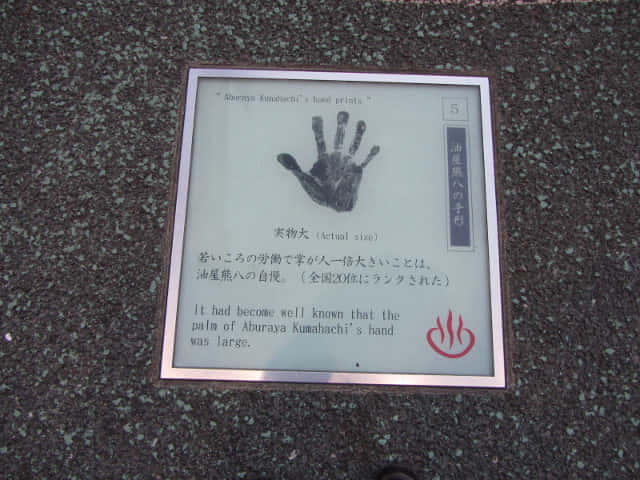 "Aburaya Kumahachi's hand prints"
5
油屋熊八の手形
実物大 (Actual size)
若いころの労働で掌が人一倍大きいことは、
油屋熊八の自慢。(全国20位にランクされた)
It had become well known that the
palm of Aburaya Kumahachi's hand
was large.